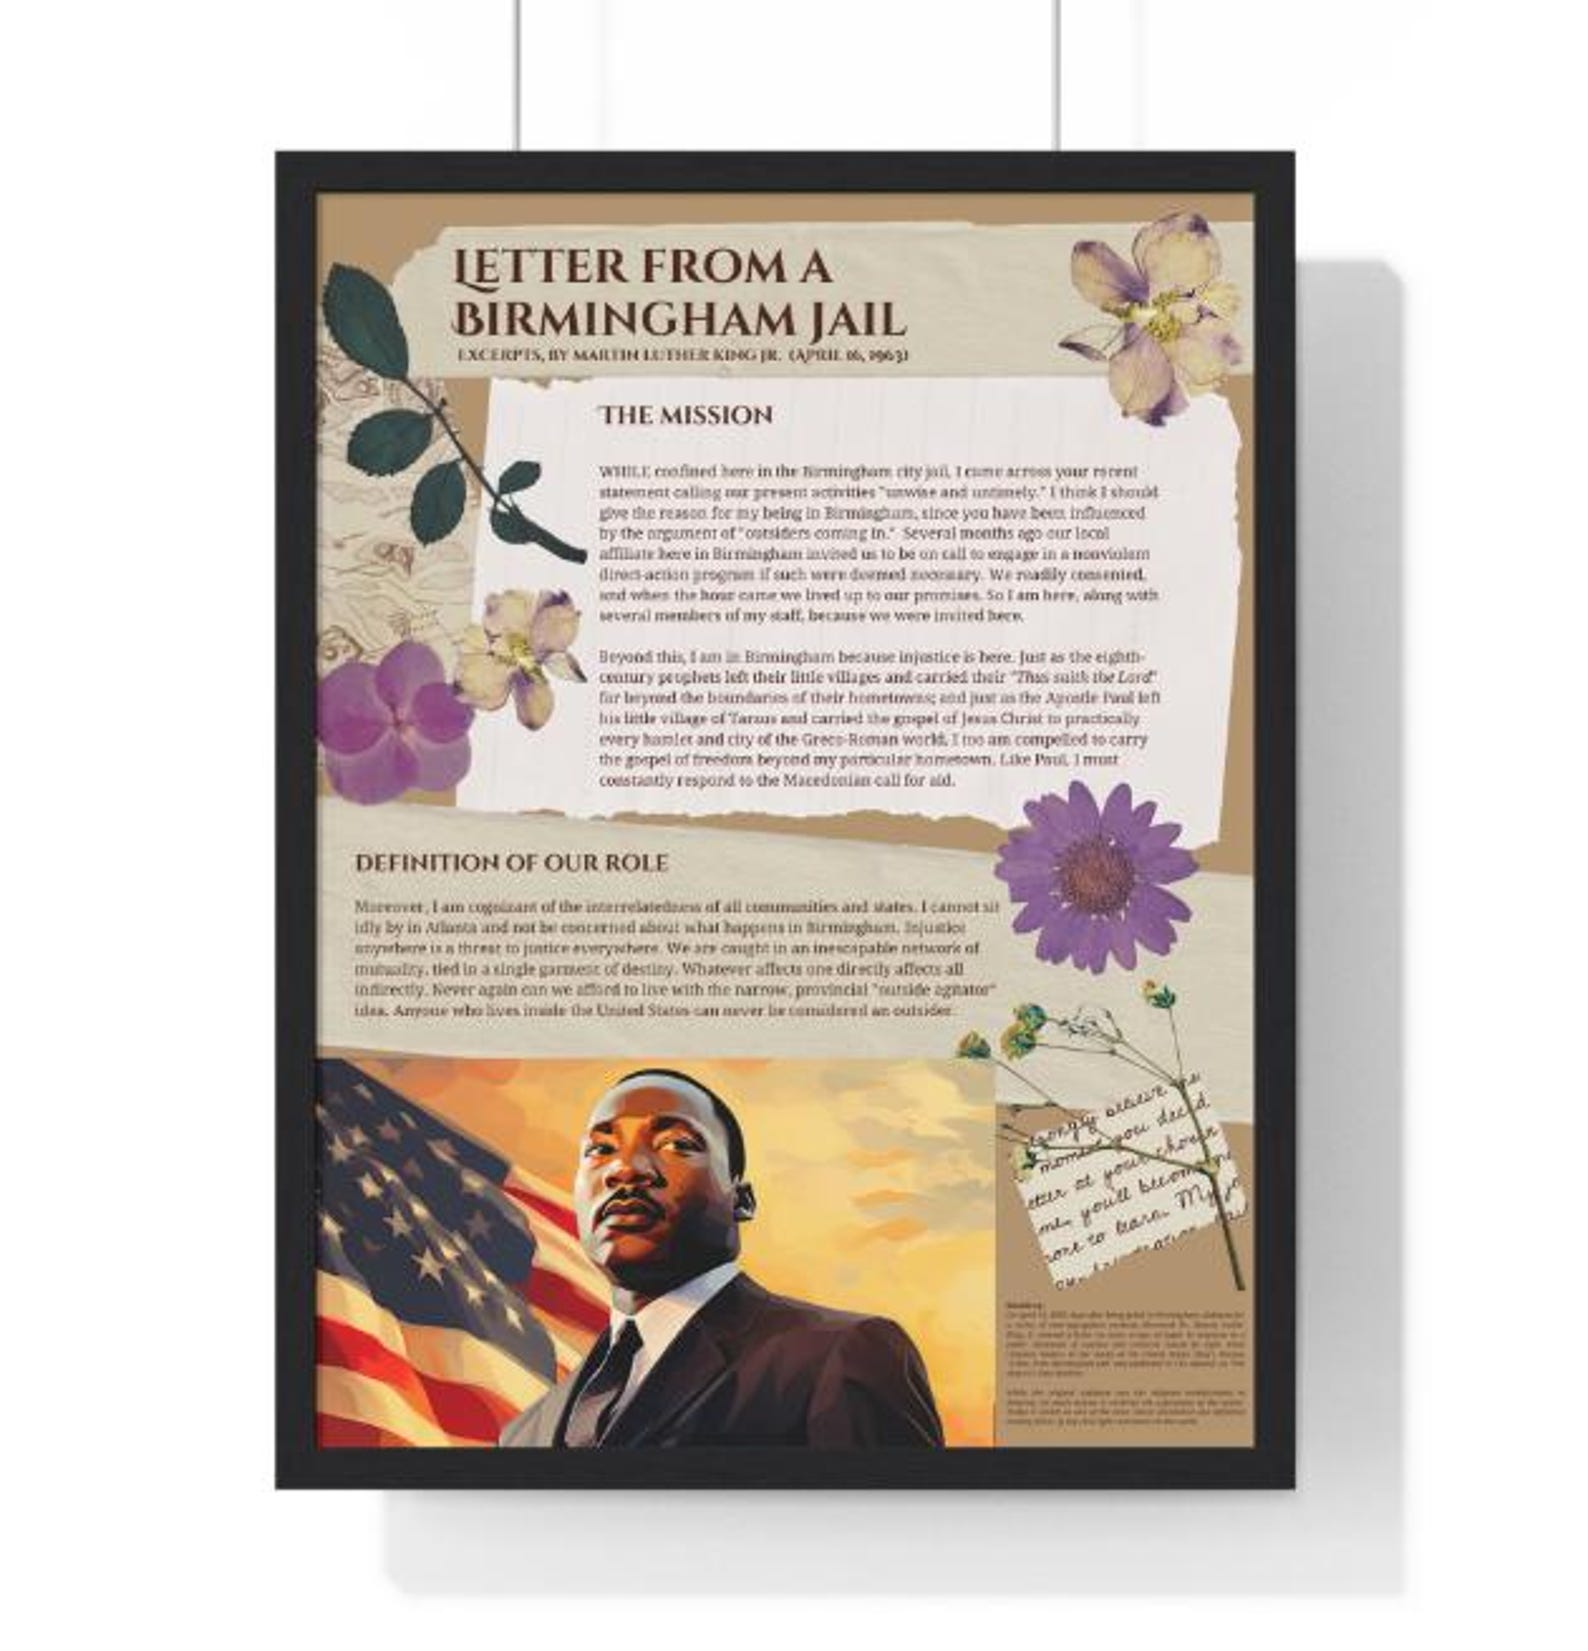 LETTER FROM A
BIRMINGHAM JAIL
EXCERPTS, BY MARTIN LUTHER KING JR. (APRIL 16, 1963)
THE MISSION
WHILE confined here in the Birmingham city jail, I came across your recent
statement calling our present activities "unwise and untimely." I think I should
give the reason for my being in Birmingham, since you have been influenced
by the argument of "outsiders coming in." Several months ago our local
affiliate here in Birmingham invited us to be on call to engage in a nonviolent
direct-action program if such were deemed necessary. We readily consented,
and when the hour came we lived up to our promises. So I am here, along with
several members of my staff, because we were invited here.
Beyond this, I am in Birmingham because injustice is here. Just as the eighth-
century prophets left their little villages and carried their "Thus saith the Lord"
far beyond the boundaries of their hometowns; and just as the Apostle Paul left
his little village of Tarsus and carried the gospel of Jesus Christ to practically
every hamlet and city of the Greco-Roman world, I too am compelled to carry
the gospel of freedom beyond my particular hometown. Like Paul, I must
constantly respond to the Macedonian call for aid.
DEFINITION OF OUR ROLE
Moreover, I am cognizant of the interrelatedness of all communities and states. I cannot sit
idly by in Atlanta and not be concerned about what happens in Birmingham. Injustice
anywhere is a threat to justice everywhere. We are caught in an inescapable network of
mutuality, tied in a single garment of destiny. Whatever affects one directly affects all
indirectly. Never again can we afford to live with the narrow, provincial "outside agitator"
idea. Anyone who lives inside the United States can never be considered an outsider.
believe
moment you decid
at your
you'll becom
to learn. My jo